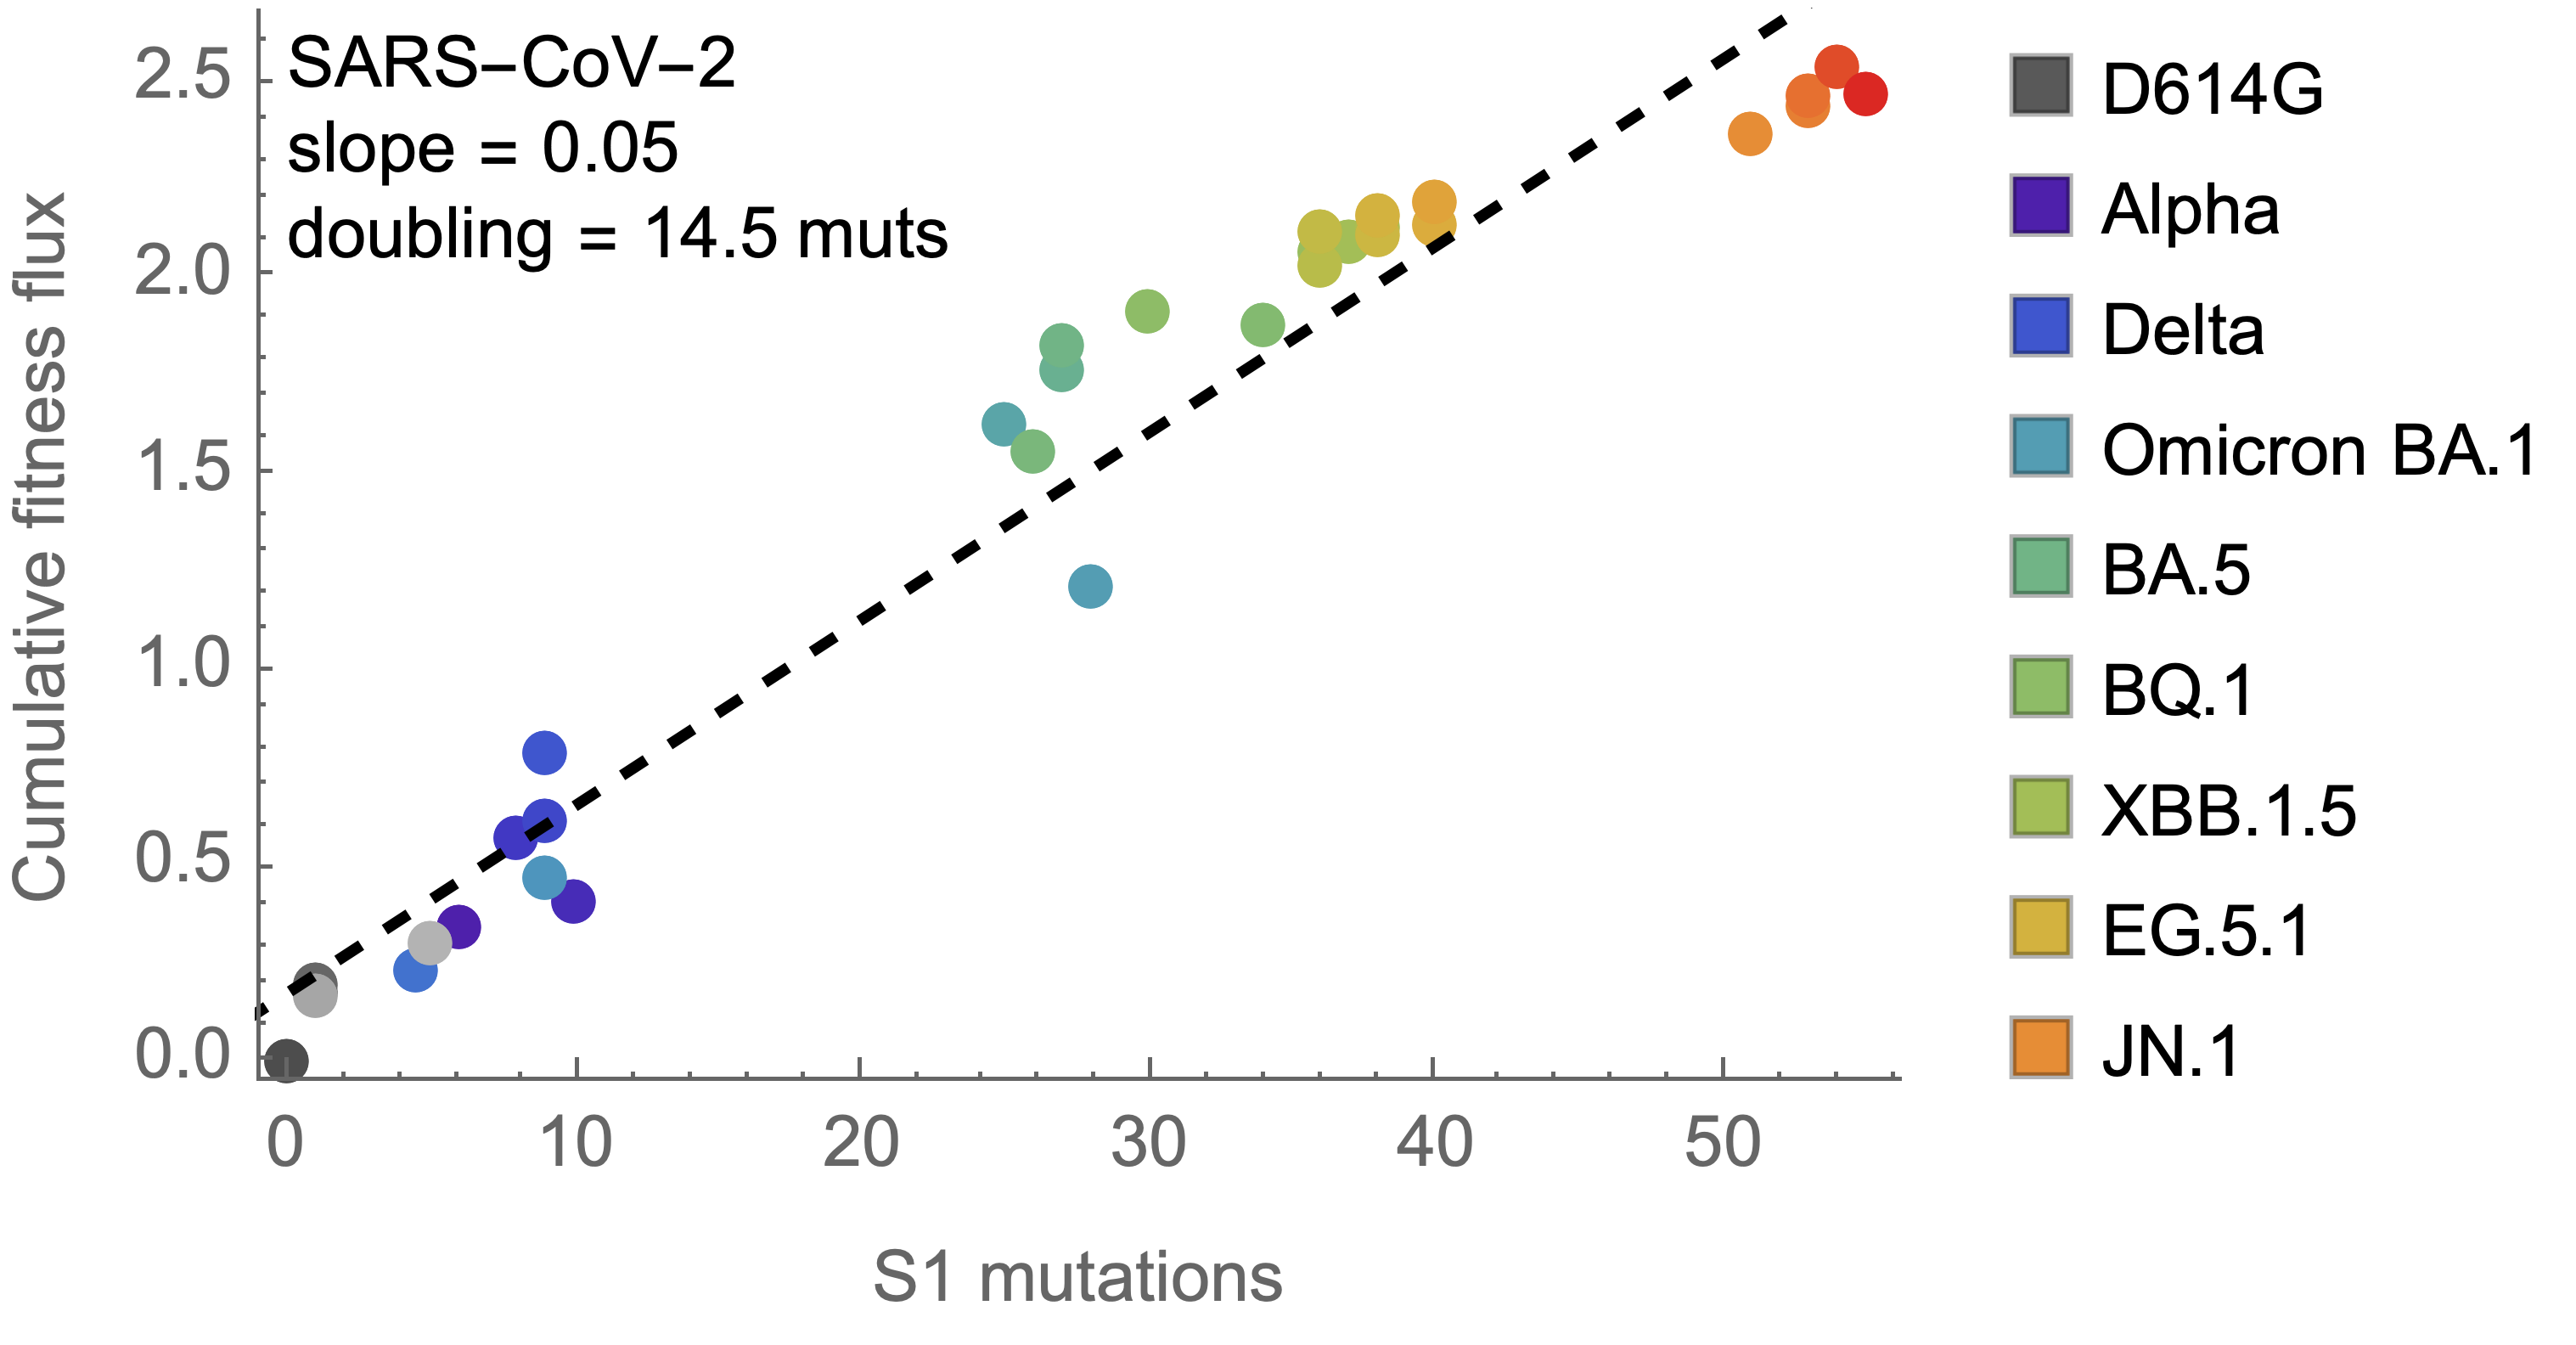 SARS−CoV−2
slope = 0.05
doubling = 14.5 muts
Cumulative fitness flux
2.5
2.0
1.5
1.0
0.5
0.0
0 10 20 30 40 50
S1 mutations
D614G
Alpha
Delta
Omicron BA.1
BA.5
BQ.1
XBB.1.5
EG.5.1
JN.1